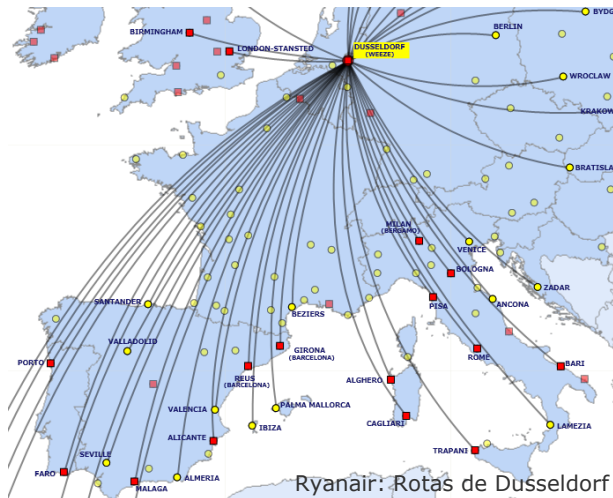 BYDG
BIRMINGHAM
BERLIN
LONDON-STANSTED
DUSSELDORF
(WEEZE)
WROCLAW
KRAKOW
BRATISLA
MILAN
(BERGAMO)
VENICE
BOLOGNA
ZADAR
SANTANDER
PISA
ANCONA
BEZIERS
VALLADOLID
GIRONA
(BARCELONA)
ROME
PORTO
BARI
REUS
(BARCELONA)
ALGHERO
PALMA MALLORCA
VALENCIA
CAGLIARI
IBIZA
LAMEZIA
ALICANTE
TRAPANI
SEVILLE
FARO
ALMERIA
MALAGA
Ryanair: Rotas de Dusseldorf